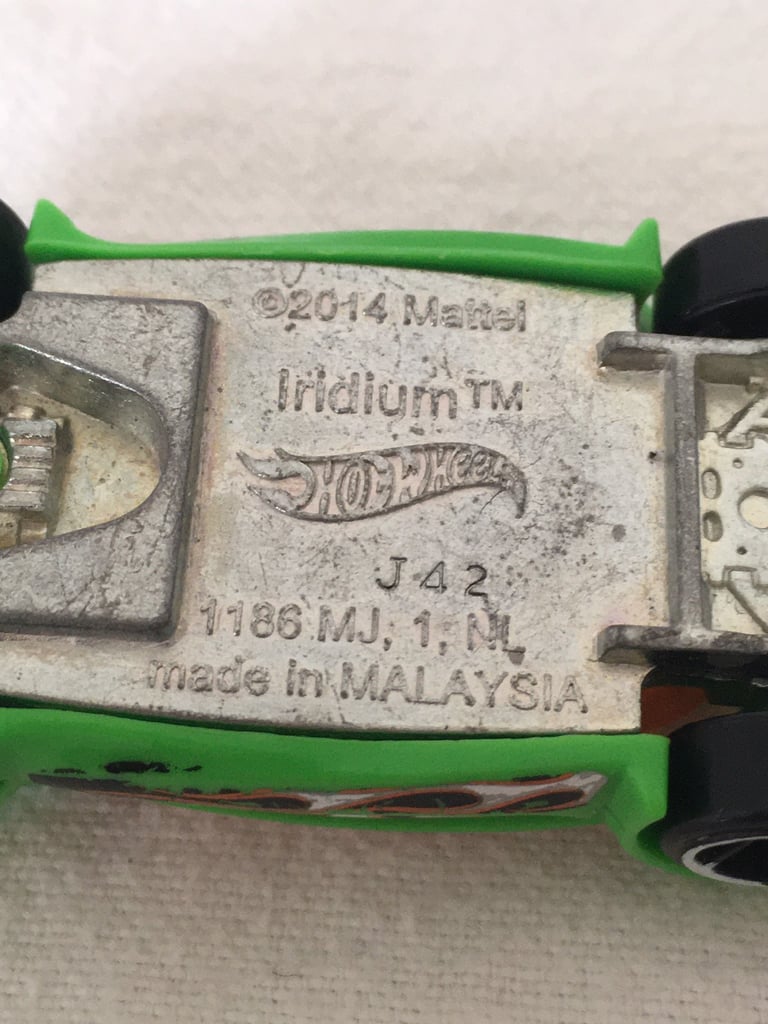 ©2014 Mattel
Iridium™
HOT WHEELS
J42
1186 MJ, 1, NL
made in MALAYSIA